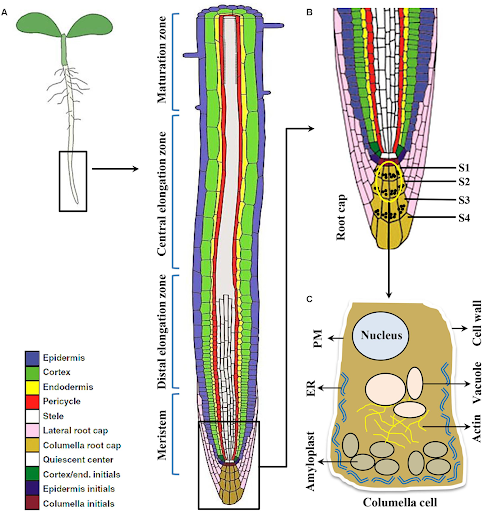 A
Maturation zone
Central elongation zone
Distal elongation zone
Meristem
Epidermis
Cortex
Endodermis
Pericycle
Stele
Lateral root cap
Columella root cap
Quiescent center
Cortex/end. initials
Epidermis initials
Columella initials
B
S1
S2
S3
S4
Root cap
C
Nucleus
PM
ER
Amyloplast
Cell wall
Vacuole
Actin
Columella cell